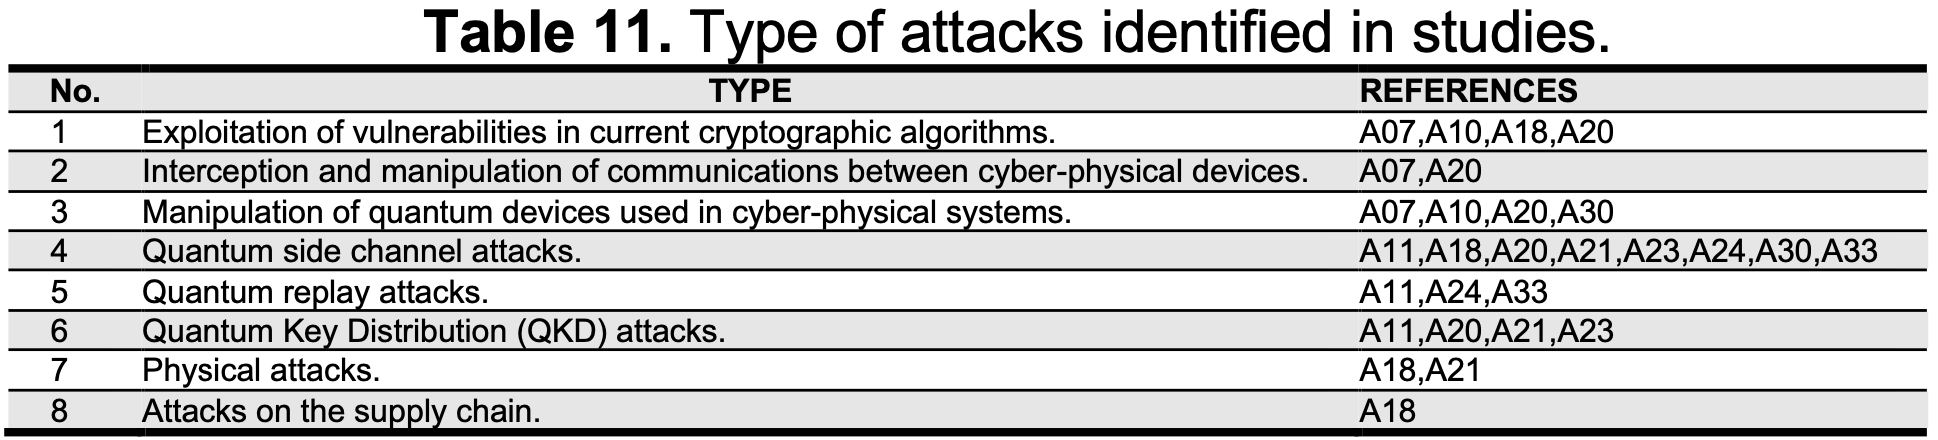 Table 11. Type of attacks identified in studies.
No. TYPE REFERENCES
1 Exploitation of vulnerabilities in current cryptographic algorithms. A07,A10,A18,A20
2 Interception and manipulation of communications between cyber-physical devices. A07,A20
3 Manipulation of quantum devices used in cyber-physical systems. A07,A10,A20,A30
4 Quantum side channel attacks. A11,A18,A20,A21,A23,A24,A30,A33
5 Quantum replay attacks. A11,A24,A33
6 Quantum Key Distribution (QKD) attacks. A11,A20,A21,A23
7 Physical attacks. A18,A21
8 Attacks on the supply chain. A18